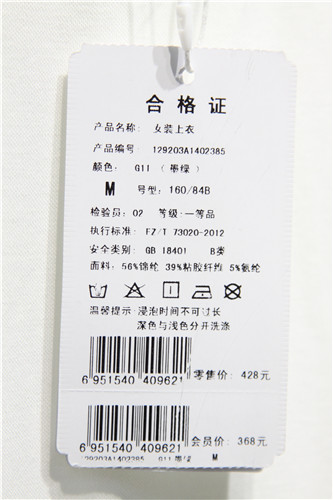 合格证
产品名称: 女装上衣
产品编号 129203A1402385
颜色: G11 (墨绿)
M 号型: 160/84B
检验员: 02 等级:一等品
执行标准: FZ/T 73020-2012
安全类别: GB 18401 B类
面料: 56%锦纶 39%粘胶纤维 5%氨纶
温馨提示:浸泡时间不可过长
深色与浅色分开洗涤
6 951540 409621 零售价: 428元
6 951540 409621 会员价: 368元
129203A1402385 G11 墨绿 M